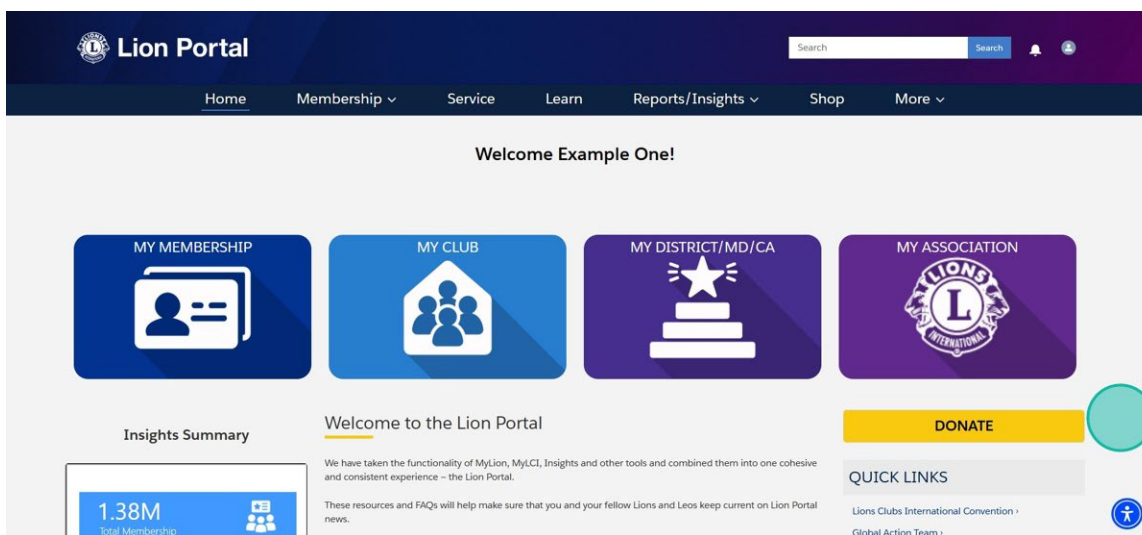 LIONS L INTERNATIONAL
Lion Portal
Search Search
Home Membership Service Learn Reports/Insights Shop More
Welcome Example One!
MY MEMBERSHIP
MY CLUB
MY DISTRICT/MD/CA
MY ASSOCIATION
LIONS
L
INTERNATIONAL
®
Insights Summary
1.38M
Total Membership
Welcome to the Lion Portal
We have taken the functionality of MyLion, MyLCI, Insights and other tools and combined them into one cohesive
and consistent experience – the Lion Portal.
These resources and FAQs will help make sure that you and your fellow Lions and Leos keep current on Lion Portal
news.
DONATE
QUICK LINKS
Lions Clubs International Convention ›
Global Action Team ›